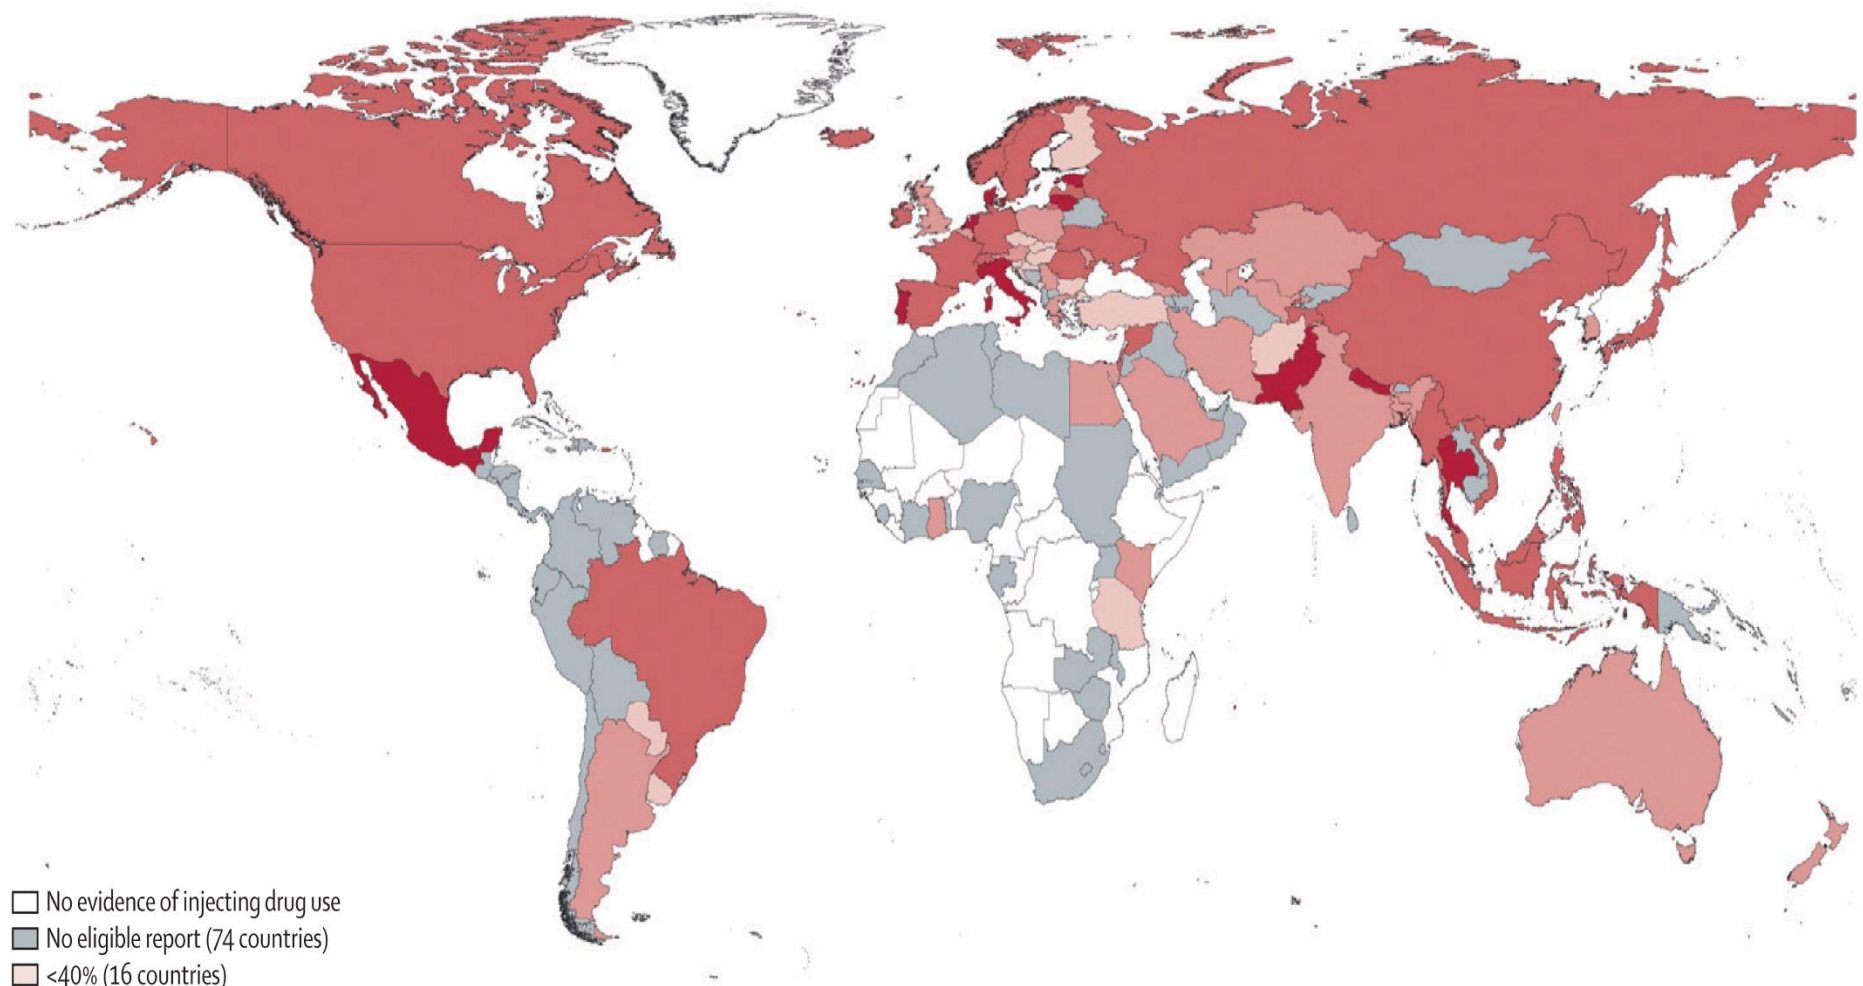 No evidence of injecting drug use
No eligible report (74 countries)
<40% (16 countries)